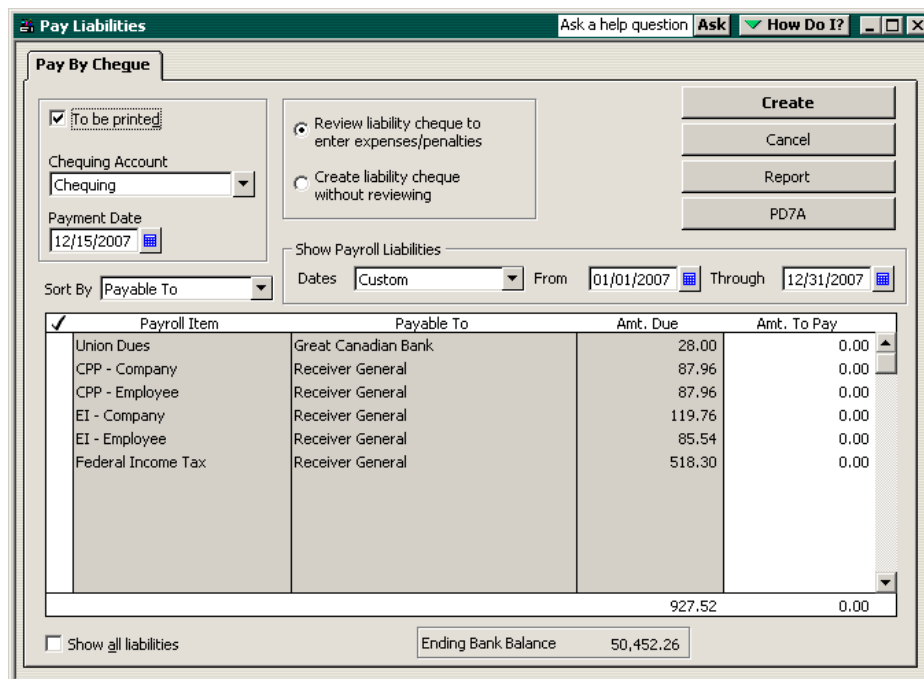 Pay Liabilities Ask a help question Ask How Do I?
Pay By Cheque
To be printed
Chequing Account
Chequing
Payment Date
12/15/2007
Review liability cheque to
enter expenses/penalties
Create liability cheque
without reviewing
Create
Cancel
Report
PD7A
Sort By Payable To
Show Payroll Liabilities
Dates Custom From 01/01/2007 Through 12/31/2007
Payroll Item Payable To Amt. Due Amt. To Pay
Union Dues Great Canadian Bank 28.00 0.00
CPP - Company Receiver General 87.96 0.00
CPP - Employee Receiver General 87.96 0.00
EI - Company Receiver General 119.76 0.00
EI - Employee Receiver General 85.54 0.00
Federal Income Tax Receiver General 518.30 0.00
927.52 0.00
Show all liabilities Ending Bank Balance 50,452.26